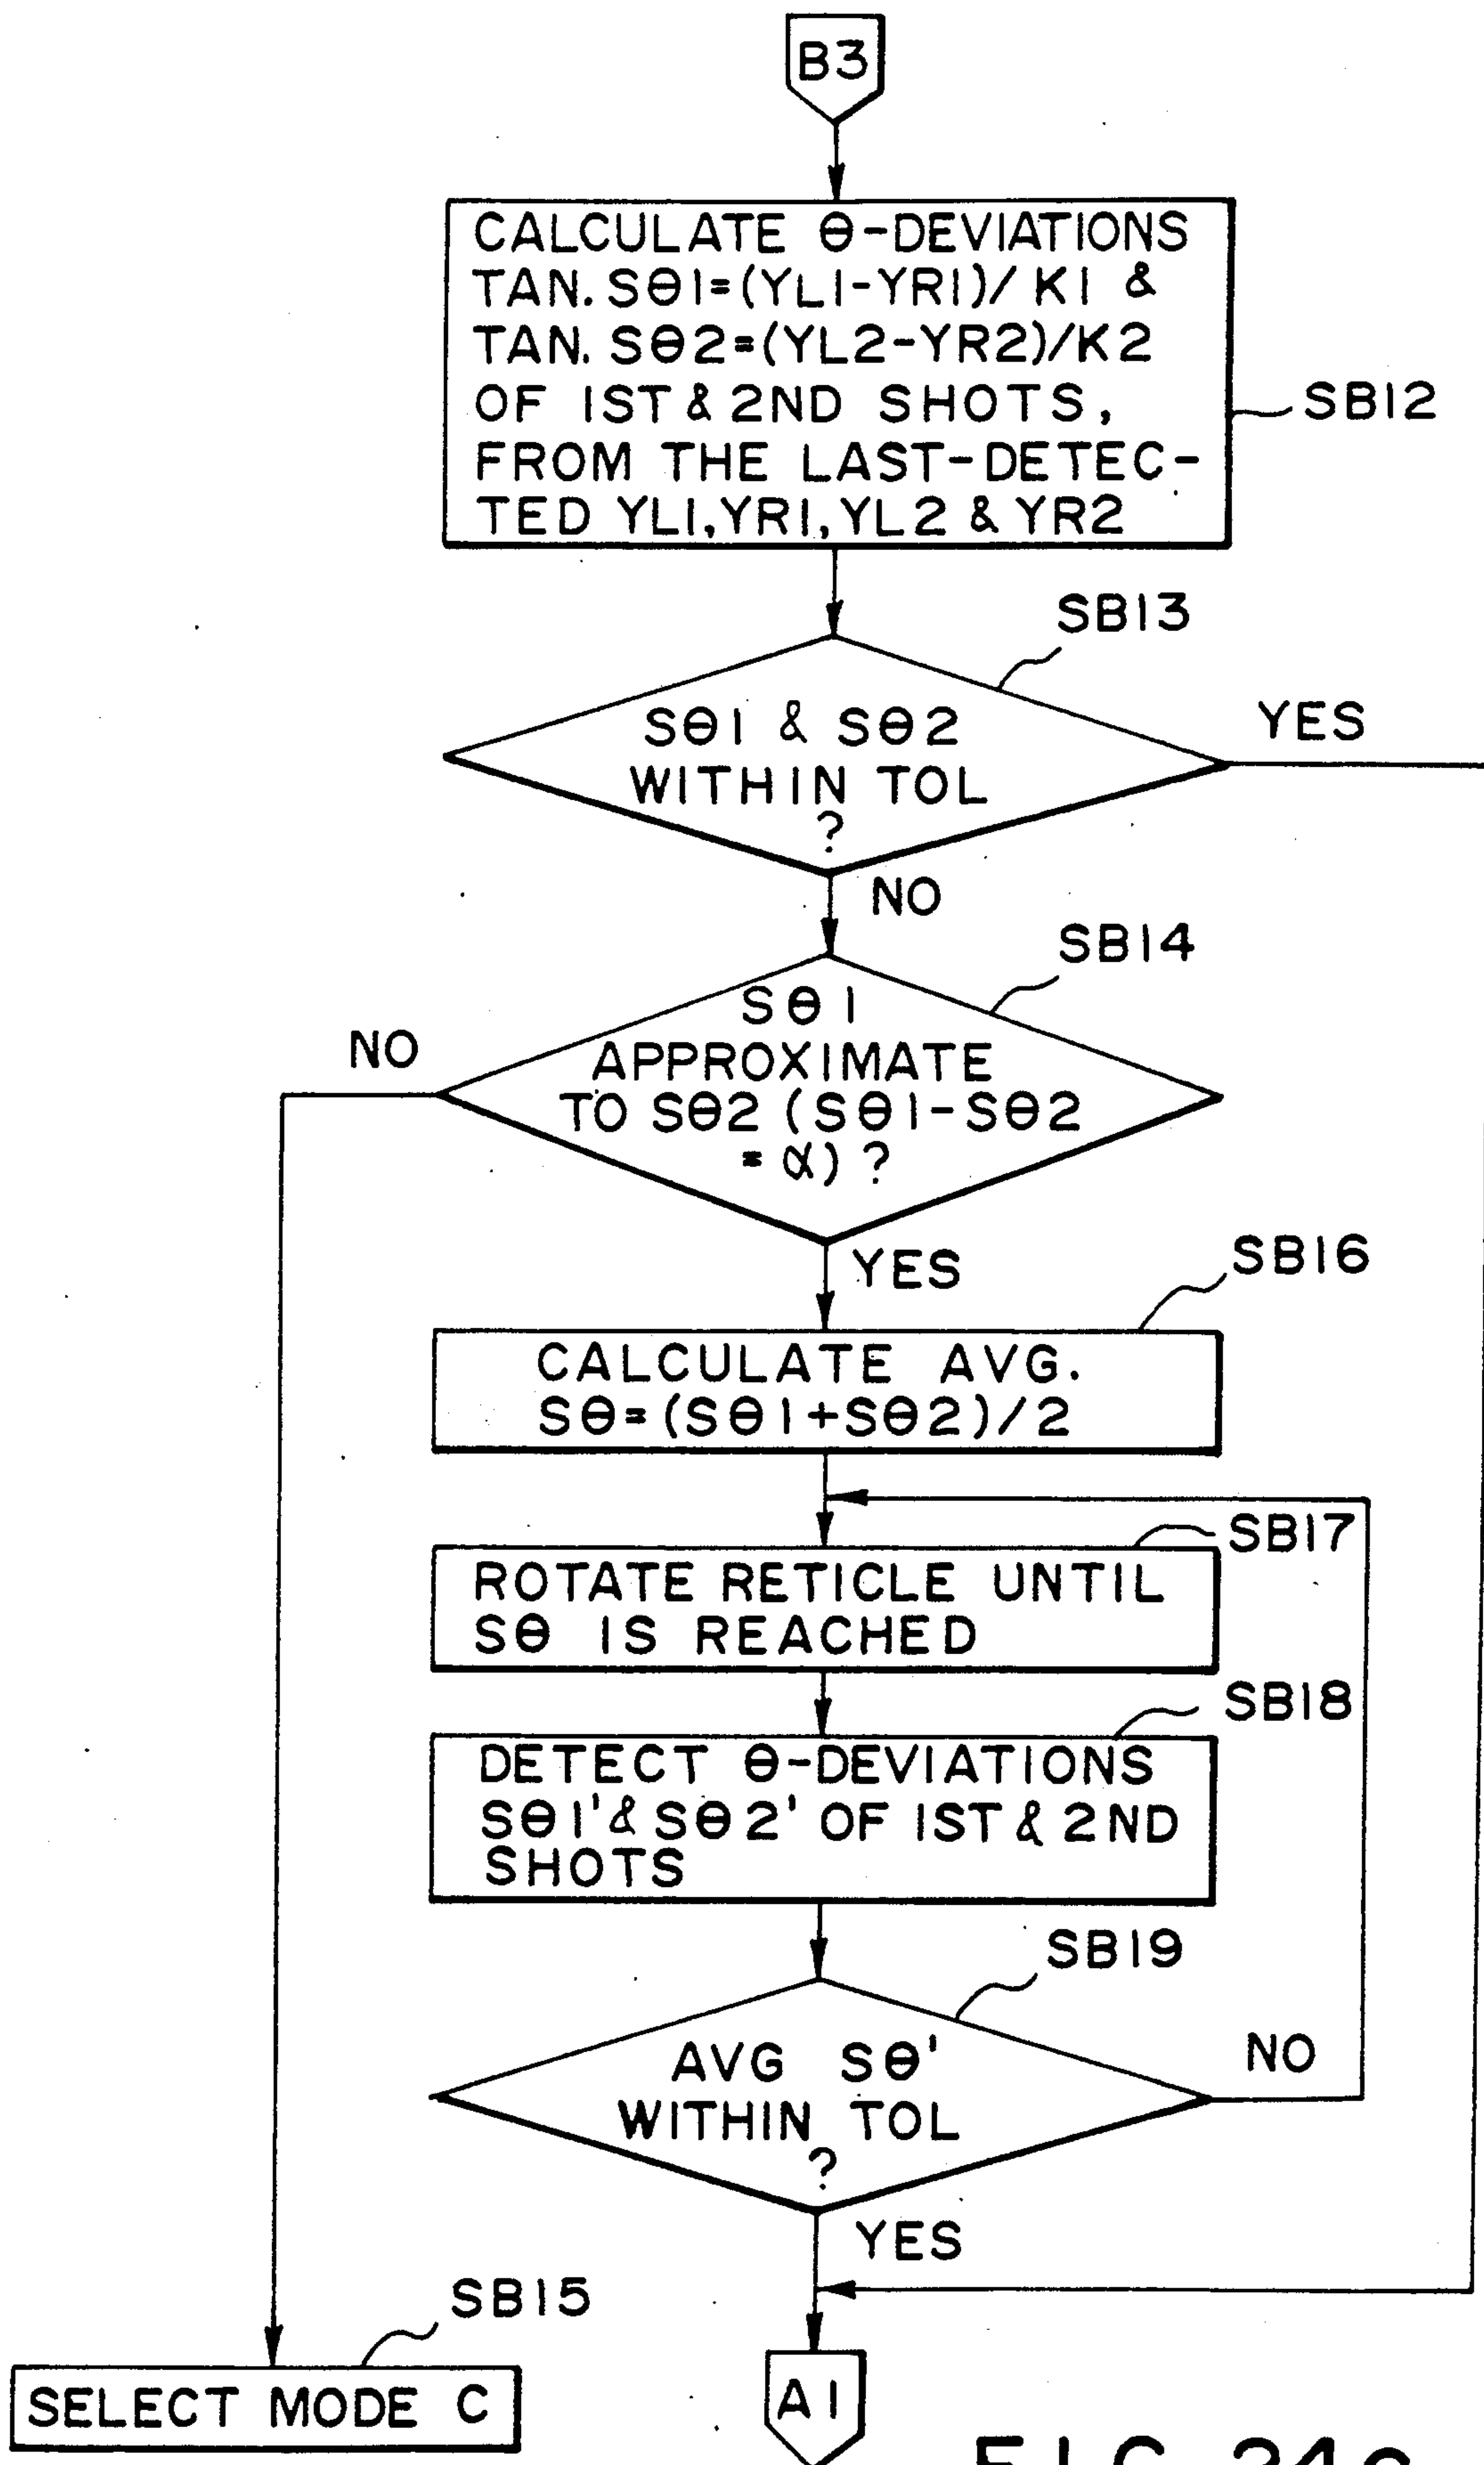 B3
CALCULATE θ-DEVIATIONS
TAN. Sθ1=(YL1-YR1)/K1 &
TAN. Sθ2=(YL2-YR2)/K2
OF 1ST & 2ND SHOTS,
FROM THE LAST-DETEC-
TED YL1, YR1, YL2 & YR2
SB12
SB13
Sθ1 & Sθ2
WITHIN TOL
?
YES
NO
SB14
Sθ1
APPROXIMATE
TO Sθ2 (Sθ1-Sθ2
= α) ?
NO
YES
SB16
CALCULATE AVG.
Sθ=(Sθ1+Sθ2)/2
SB17
ROTATE RETICLE UNTIL
Sθ IS REACHED
SB18
DETECT θ-DEVIATIONS
Sθ1' & Sθ2' OF 1ST & 2ND
SHOTS
SB19
AVG Sθ'
WITHIN TOL
?
NO
YES
SB15
SELECT MODE C
A1